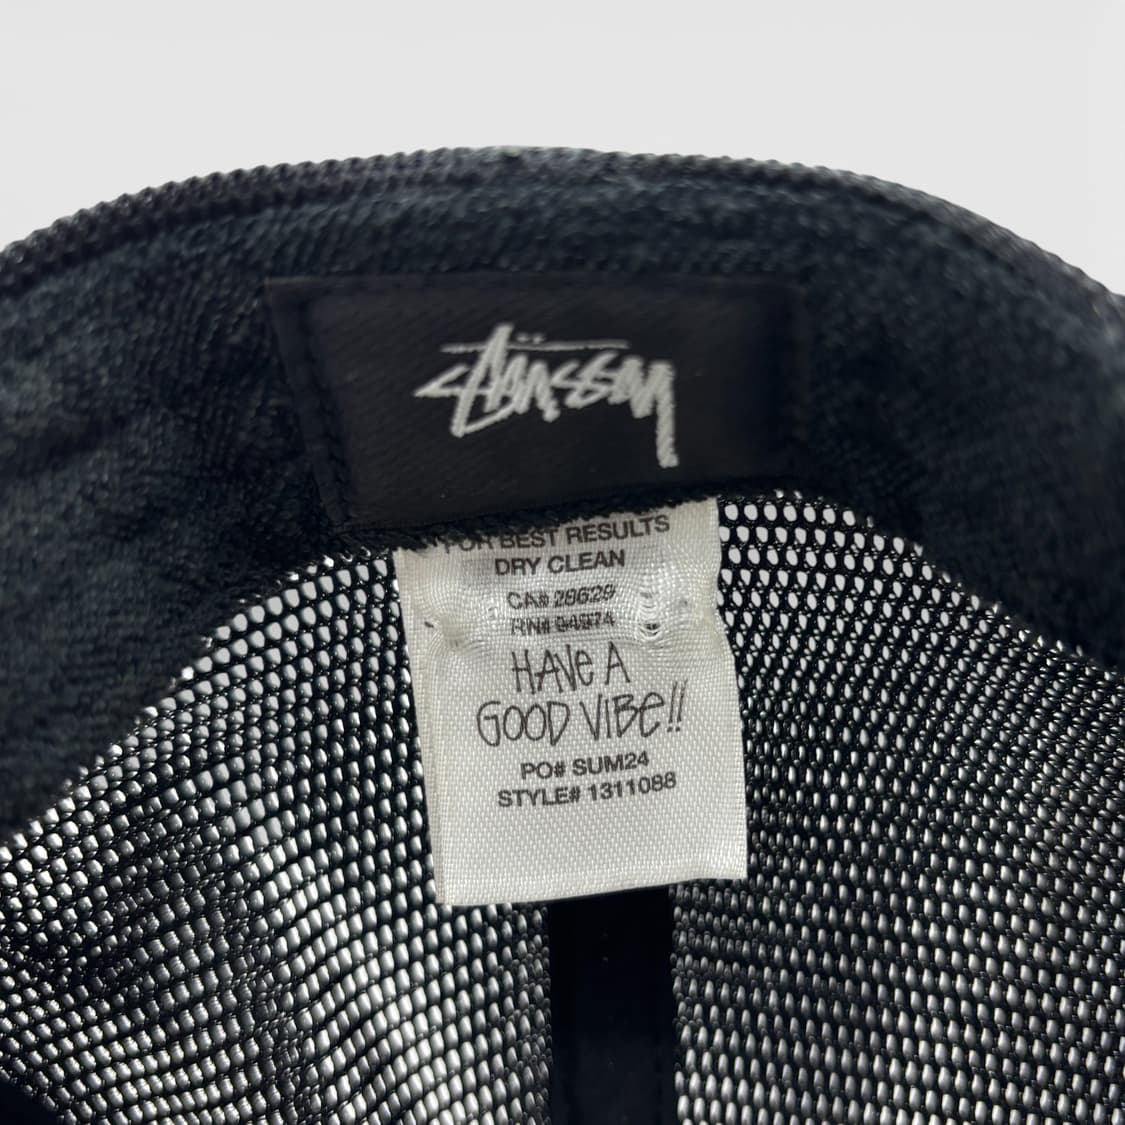 STÜSSY
FOR BEST RESULTS
DRY CLEAN
CA# 28629
RN# 94974
HAVE A
GOOD VIBE!!
PO# SUM24
STYLE# 1311088